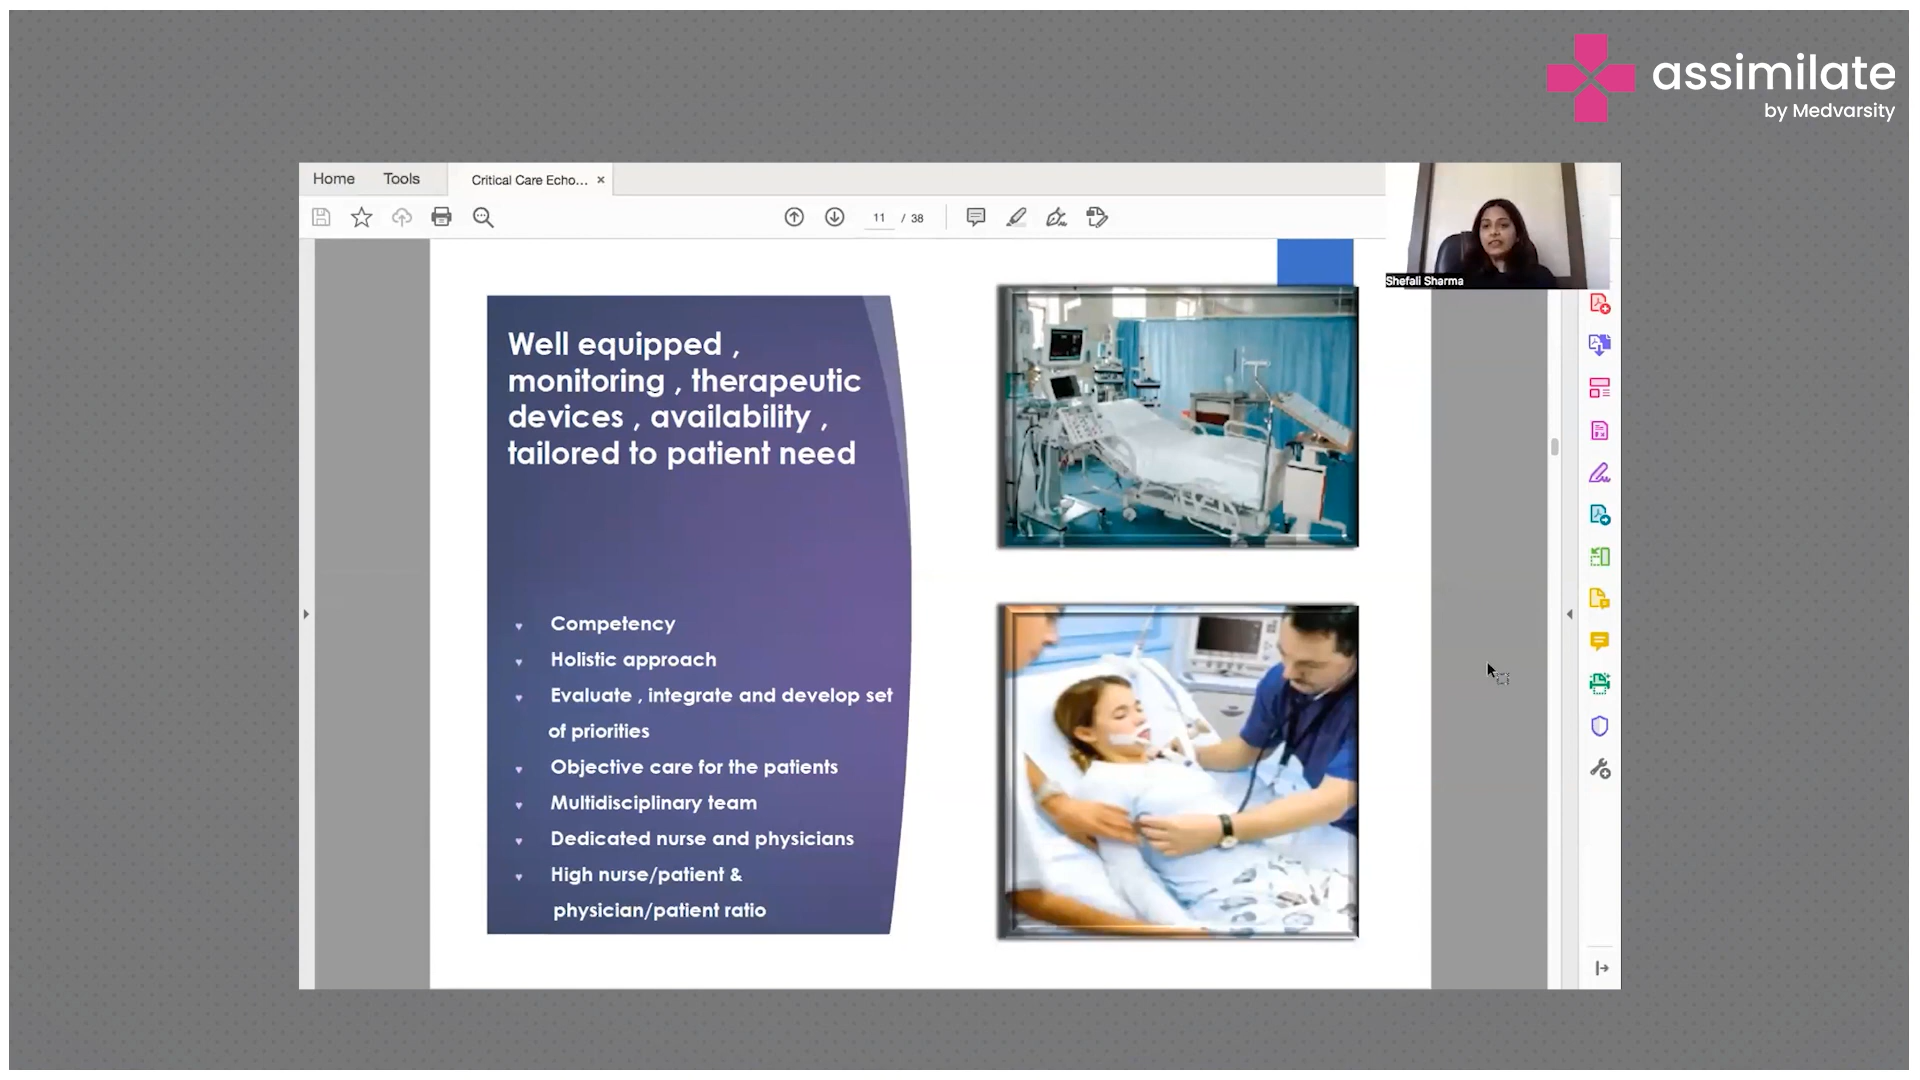 assimilate
by Medvarsity
Home Tools Critical Care Echo... ×
11 / 38
Shefali Sharma
Well equipped ,
monitoring , therapeutic
devices , availability ,
tailored to patient need
♥ Competency
♥ Holistic approach
♥ Evaluate , integrate and develop set
of priorities
♥ Objective care for the patients
♥ Multidisciplinary team
♥ Dedicated nurse and physicians
♥ High nurse/patient &
physician/patient ratio